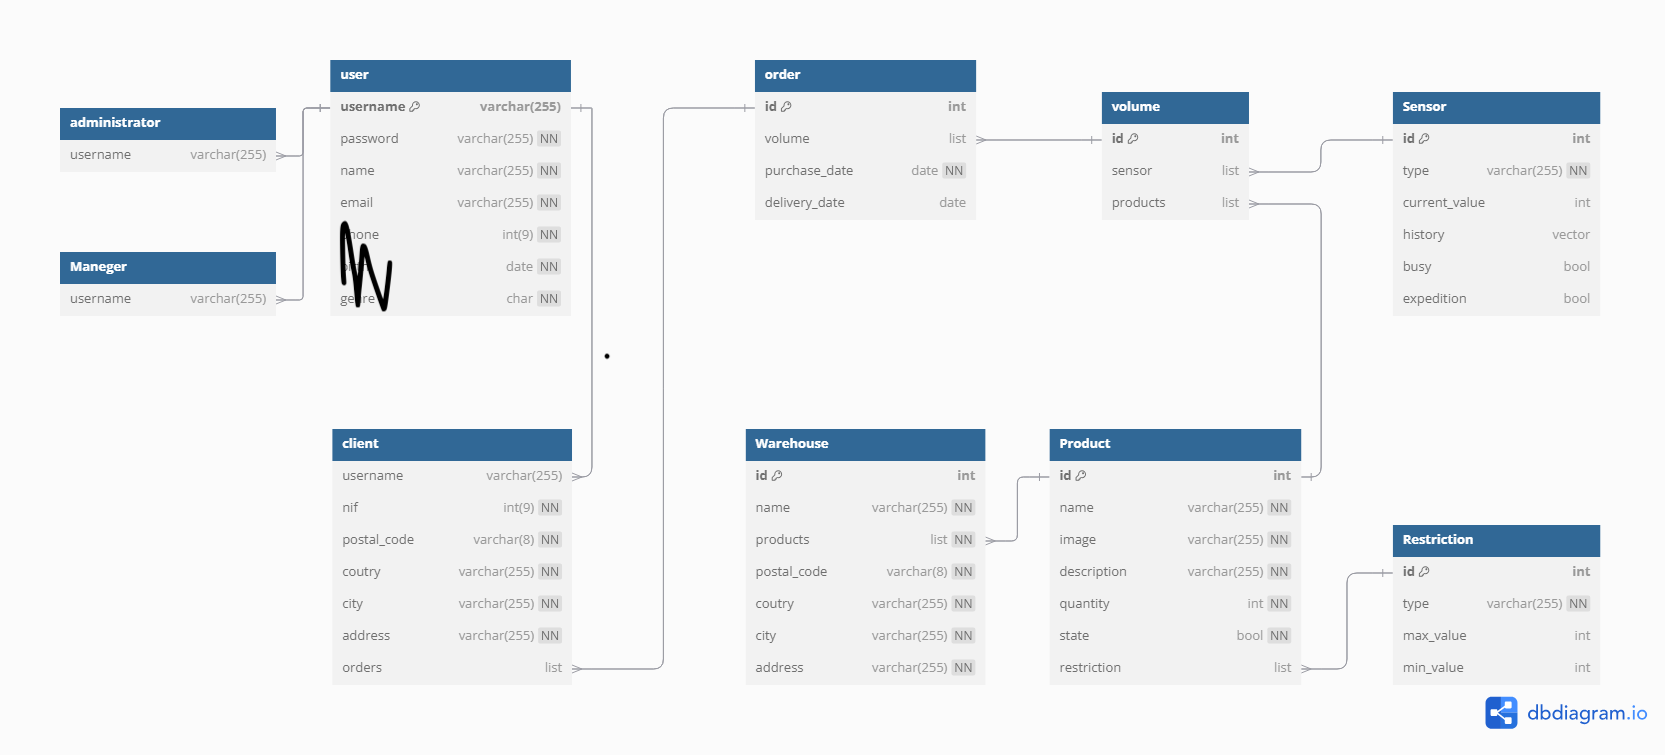 user
username varchar(255)
password varchar(255) NN
name varchar(255) NN
email varchar(255) NN
int(9) NN
date NN
char NN
administrator
username varchar(255)
Maneger
username varchar(255)
order
id int
volume list
purchase_date date NN
delivery_date date
volume
id int
sensor list
products list
Sensor
id int
type varchar(255) NN
current_value int
history vector
busy bool
expedition bool
client
username varchar(255)
nif int(9) NN
postal_code varchar(8) NN
coutry varchar(255) NN
city varchar(255) NN
address varchar(255) NN
orders list
Warehouse
id int
name varchar(255) NN
products list NN
postal_code varchar(8) NN
coutry varchar(255) NN
city varchar(255) NN
address varchar(255) NN
Product
id int
name varchar(255) NN
image varchar(255) NN
description varchar(255) NN
quantity int NN
state bool NN
restriction list
Restriction
id int
type varchar(255) NN
max_value int
min_value int
dbdiagram.io